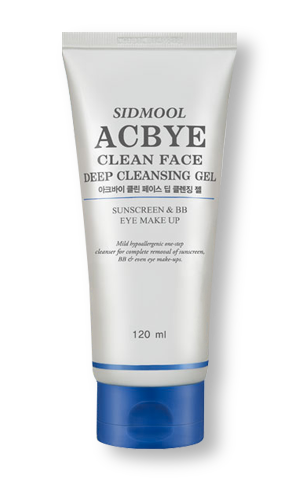 SIDMOOL
ACBYE
CLEAN FACE
DEEP CLEANSING GEL
아크바이 클린 페이스 딥 클렌징 젤
SUNSCREEN & BB
EYE MAKE UP
Mild hypoallergenic one-step
cleanser for complete removal of sunscreen,
BB & even eye make-ups.
120 ml